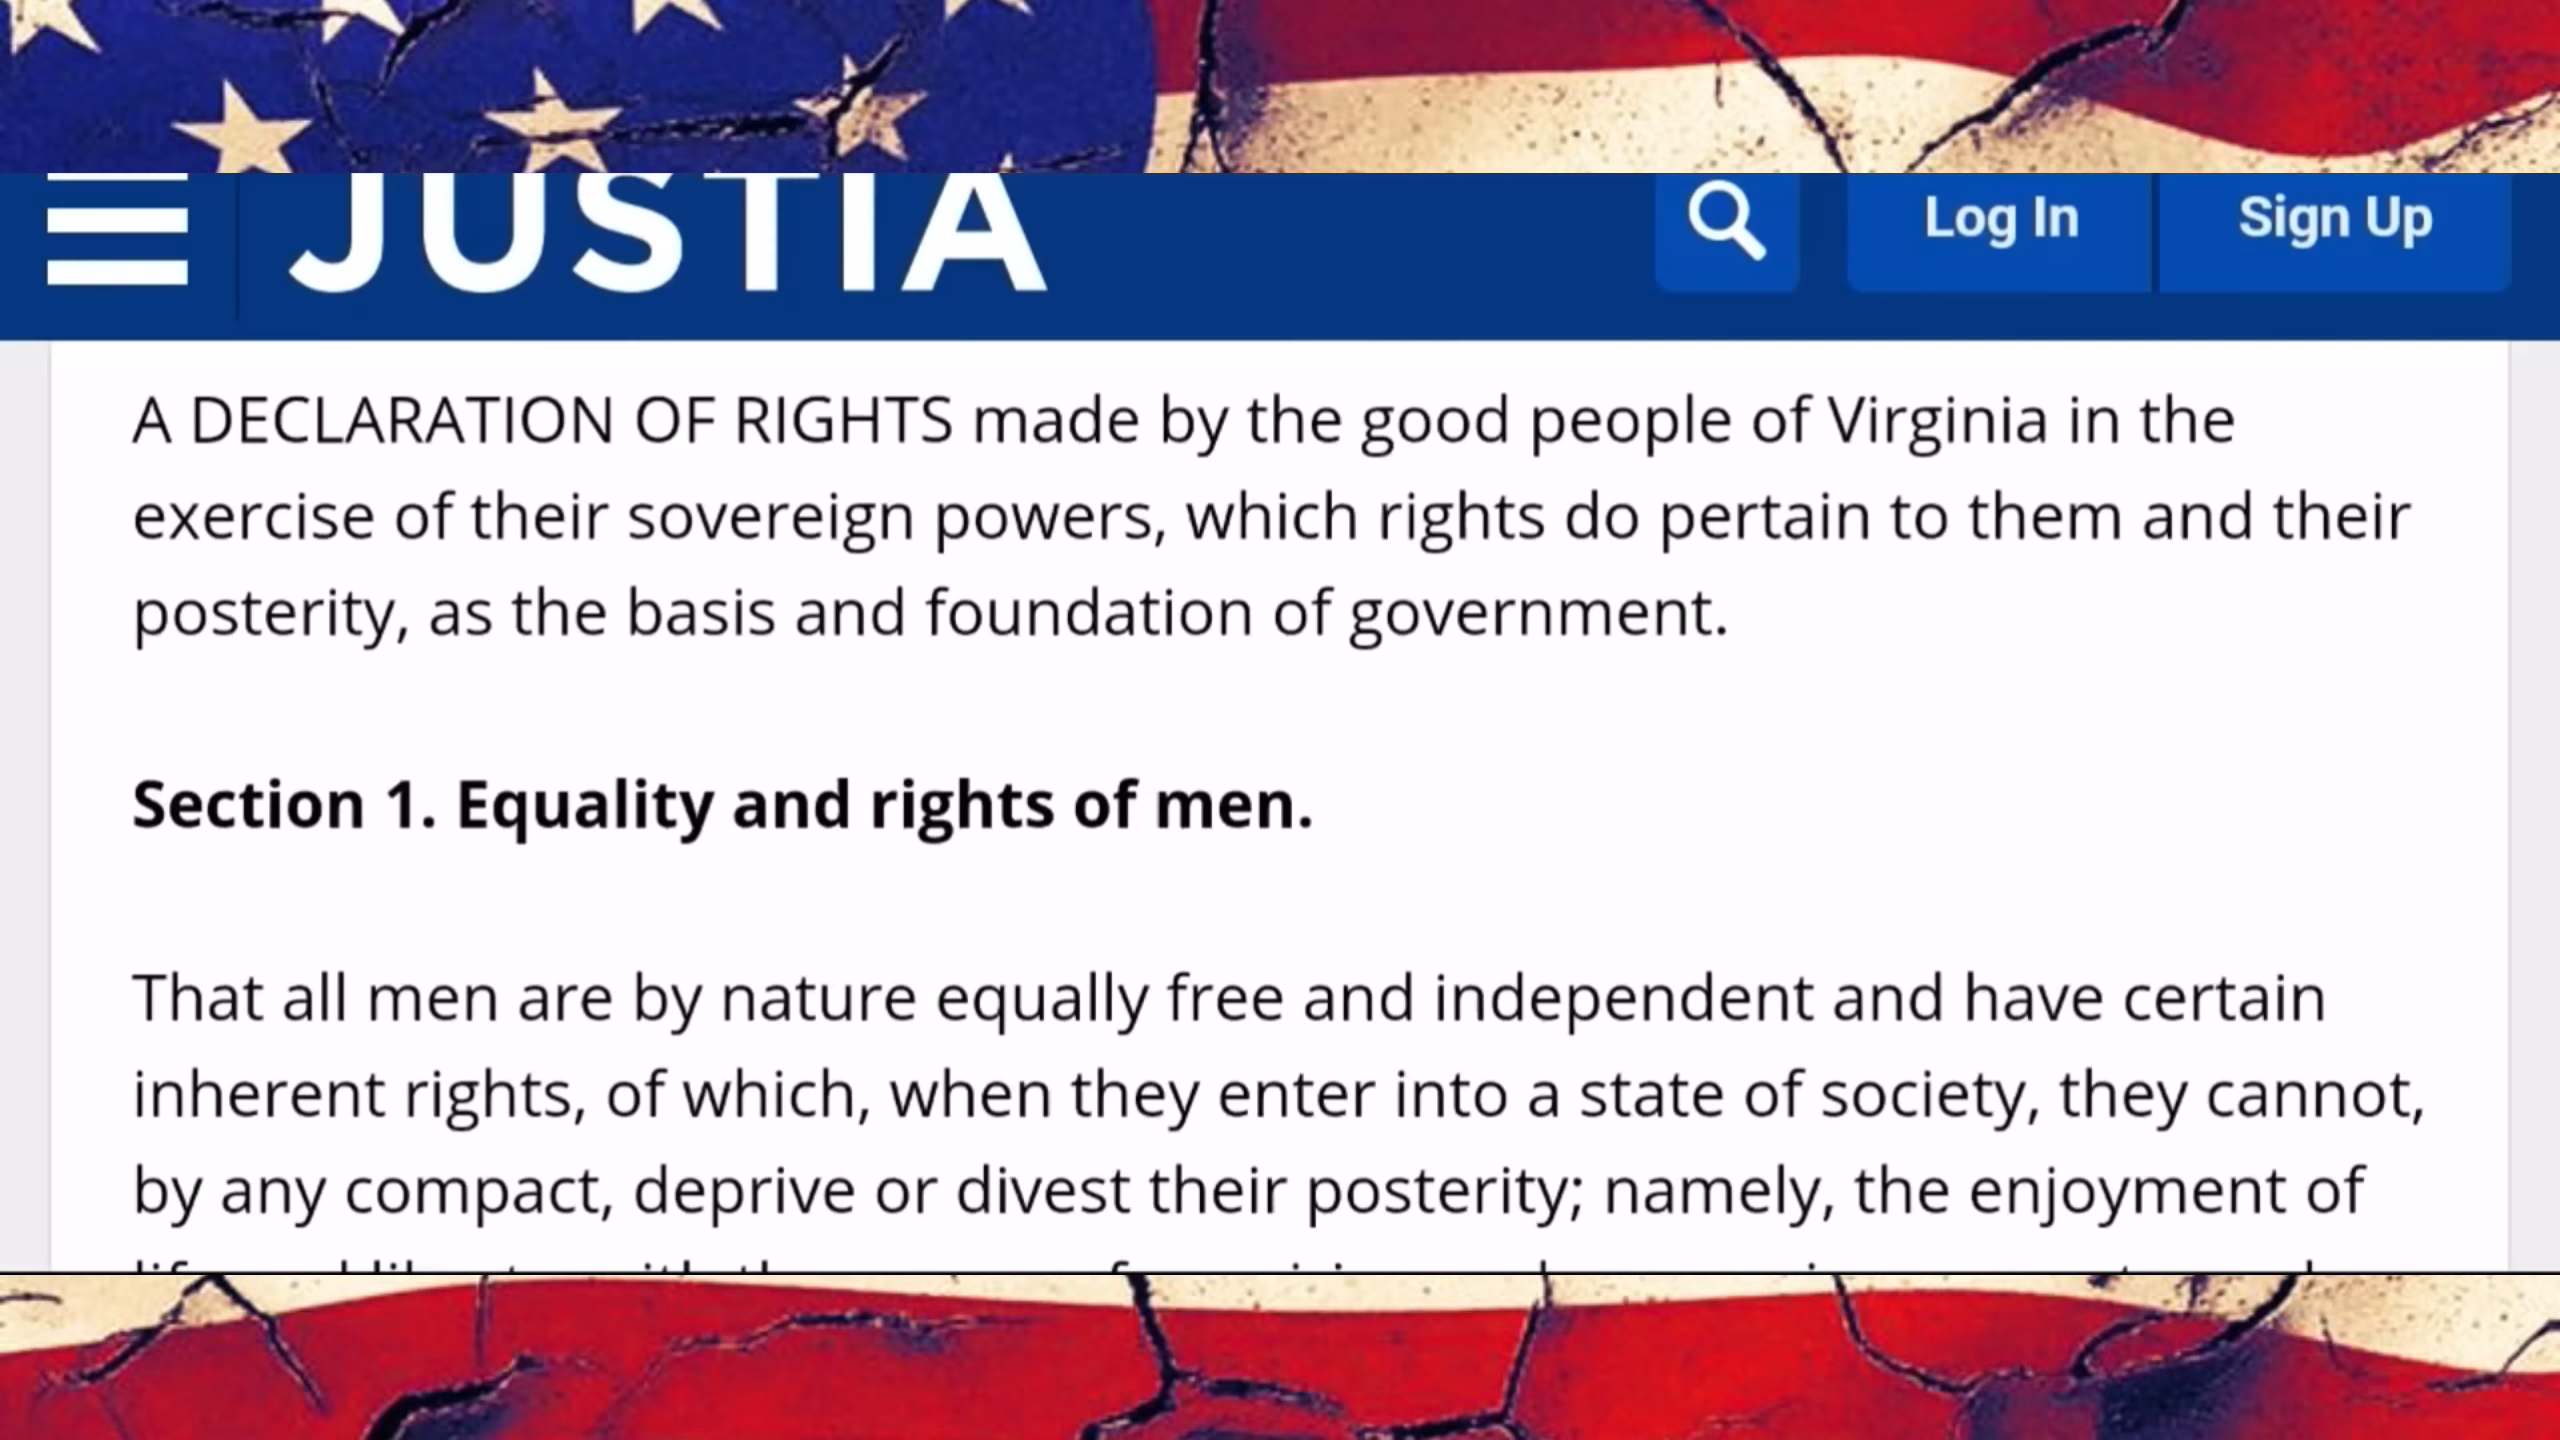 JUSTIA
Log In
Sign Up
A DECLARATION OF RIGHTS made by the good people of Virginia in the
exercise of their sovereign powers, which rights do pertain to them and their
posterity, as the basis and foundation of government.
Section 1. Equality and rights of men.
That all men are by nature equally free and independent and have certain
inherent rights, of which, when they enter into a state of society, they cannot,
by any compact, deprive or divest their posterity; namely, the enjoyment of